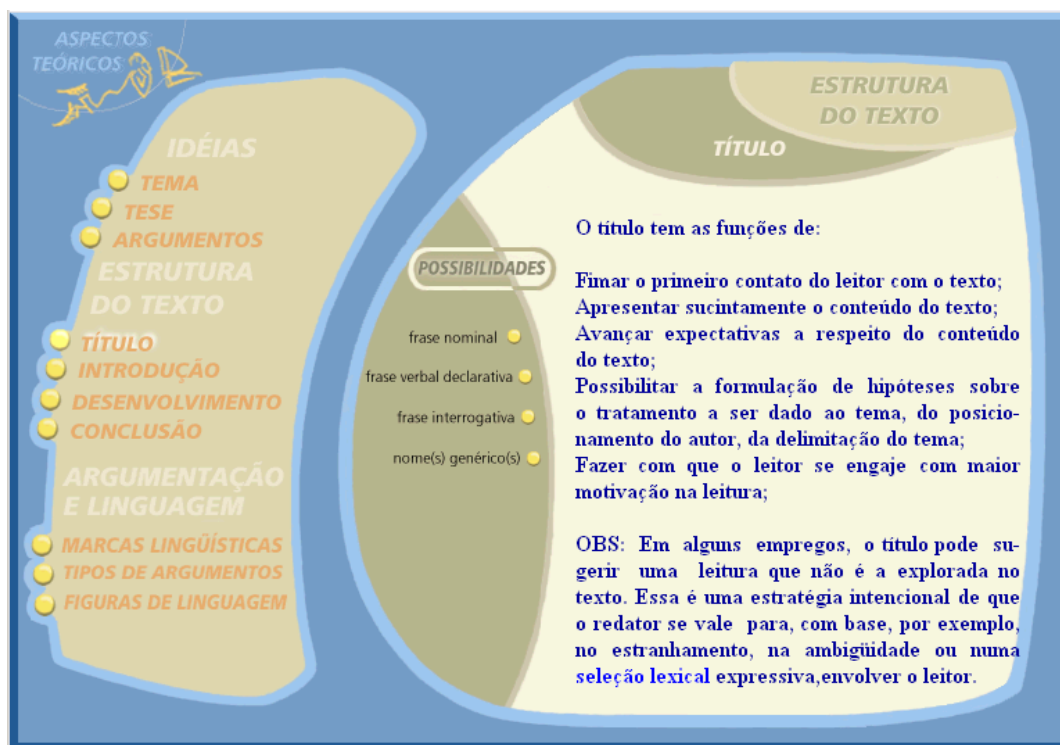 ASPECTOS
TEÓRICOS
IDÉIAS
TEMA
TESE
ARGUMENTOS
ESTRUTURA
DO TEXTO
TÍTULO
INTRODUÇÃO
DESENVOLVIMENTO
CONCLUSÃO
ARGUMENTAÇÃO
E LINGUAGEM
MARCAS LINGÜÍSTICAS
TIPOS DE ARGUMENTOS
FIGURAS DE LINGUAGEM
ESTRUTURA
DO TEXTO
TÍTULO
POSSIBILIDADES
frase nominal
frase verbal declarativa
frase interrogativa
nome(s) genérico(s)
O título tem as funções de:
Fimar o primeiro contato do leitor com o texto;
Apresentar sucintamente o conteúdo do texto;
Avançar expectativas a respeito do conteúdo
do texto;
Possibilitar a formulação de hipóteses sobre
o tratamento a ser dado ao tema, do posicio-
namento do autor, da delimitação do tema;
Fazer com que o leitor se engaje com maior
motivação na leitura;
OBS: Em alguns empregos, o título pode su-
gerir uma leitura que não é a explorada no
texto. Essa é uma estratégia intencional de que
o redator se vale para, com base, por exemplo,
no estranhamento, na ambigüidade ou numa
seleção lexical expressiva,envolver o leitor.